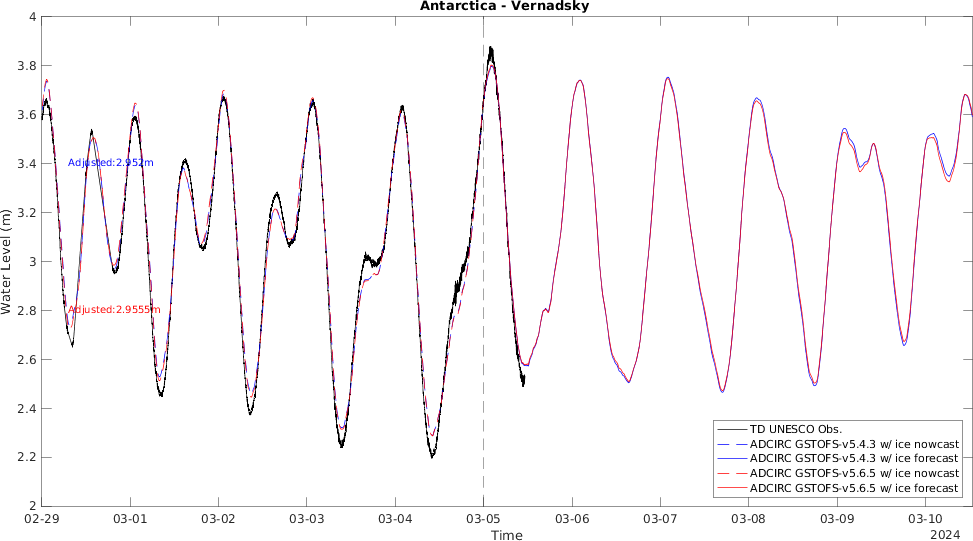 Antarctica - Vernadsky
Water Level (m)
4
3.8
3.6
3.4
3.2
3
2.8
2.6
2.4
2.2
2
Adjusted:2.952m
Adjusted:2.9555m
TD UNESCO Obs.
ADCIRC GSTOFS-v5.4.3 w/ ice nowcast
ADCIRC GSTOFS-v5.4.3 w/ ice forecast
ADCIRC GSTOFS-v5.6.5 w/ ice nowcast
ADCIRC GSTOFS-v5.6.5 w/ ice forecast
02-29 03-01 03-02 03-03 03-04 03-05 03-06 03-07 03-08 03-09 03-10
Time
2024